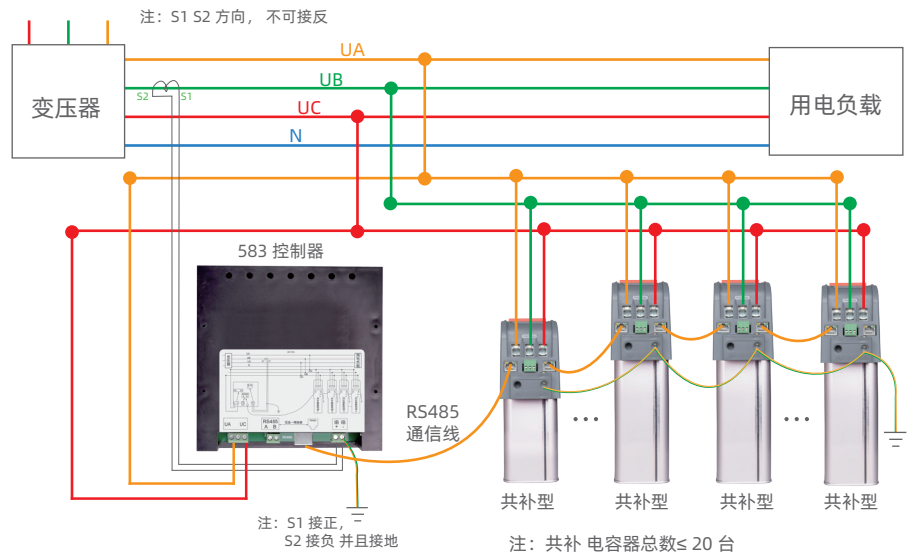 注：S1 S2 方向， 不可接反
变压器
UA
UB
UC
N
S2
S1
用电负载
583 控制器
UA UC
RS485
A B
RS485
通信线
共补型
共补型
共补型
共补型
注：S1 接正，
S2 接负 并且接地
注：共补 电容器总数≤ 20 台